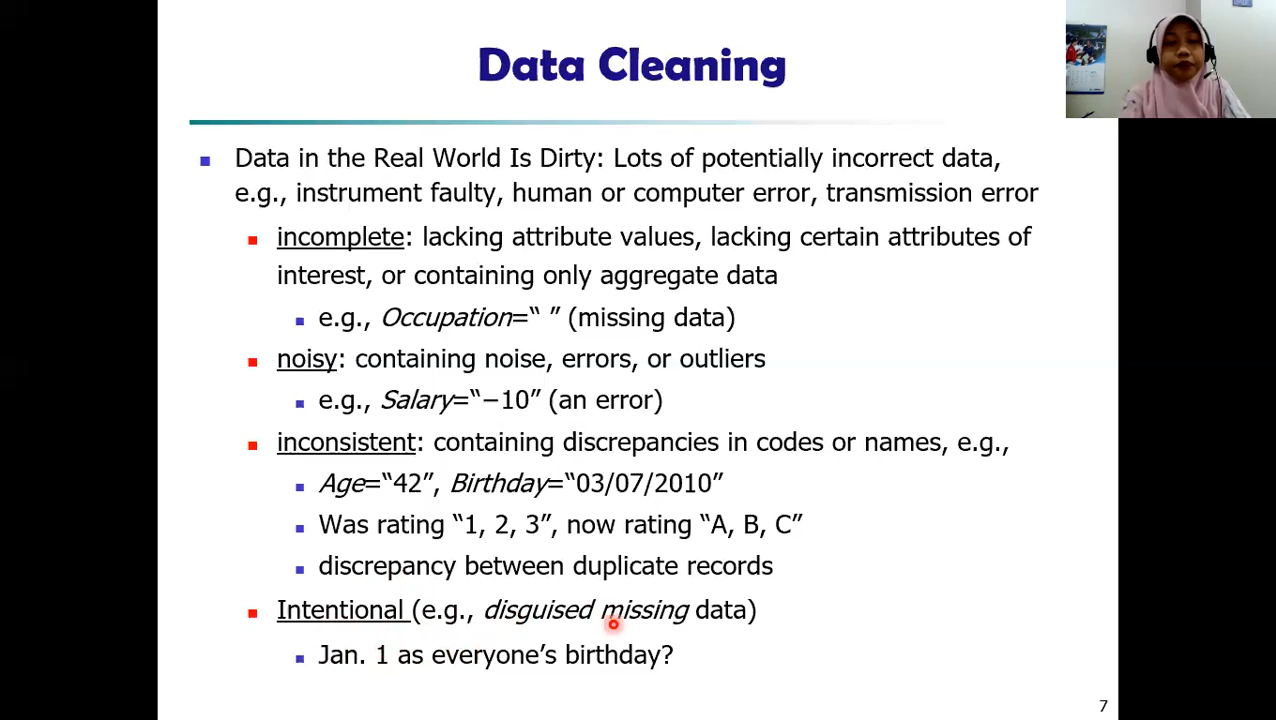 Data Cleaning
Data in the Real World Is Dirty: Lots of potentially incorrect data,
e.g., instrument faulty, human or computer error, transmission error
incomplete: lacking attribute values, lacking certain attributes of
interest, or containing only aggregate data
e.g., Occupation=“ ” (missing data)
noisy: containing noise, errors, or outliers
e.g., Salary=“−10” (an error)
inconsistent: containing discrepancies in codes or names, e.g.,
Age=“42”, Birthday=“03/07/2010”
Was rating “1, 2, 3”, now rating “A, B, C”
discrepancy between duplicate records
Intentional (e.g., disguised missing data)
Jan. 1 as everyone’s birthday?
7